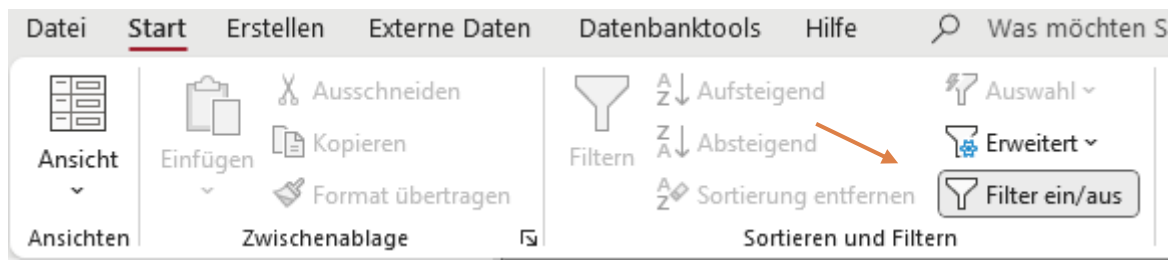 Datei Start Erstellen Externe Daten Datenbanktools Hilfe Was möchten S
Ansicht
Einfügen
Ausschneiden
Kopieren
Format übertragen
Filtern
Aufsteigend
Absteigend
Sortierung entfernen
Auswahl
Erweitert
Filter ein/aus
Ansichten Zwischenablage Sortieren und Filtern